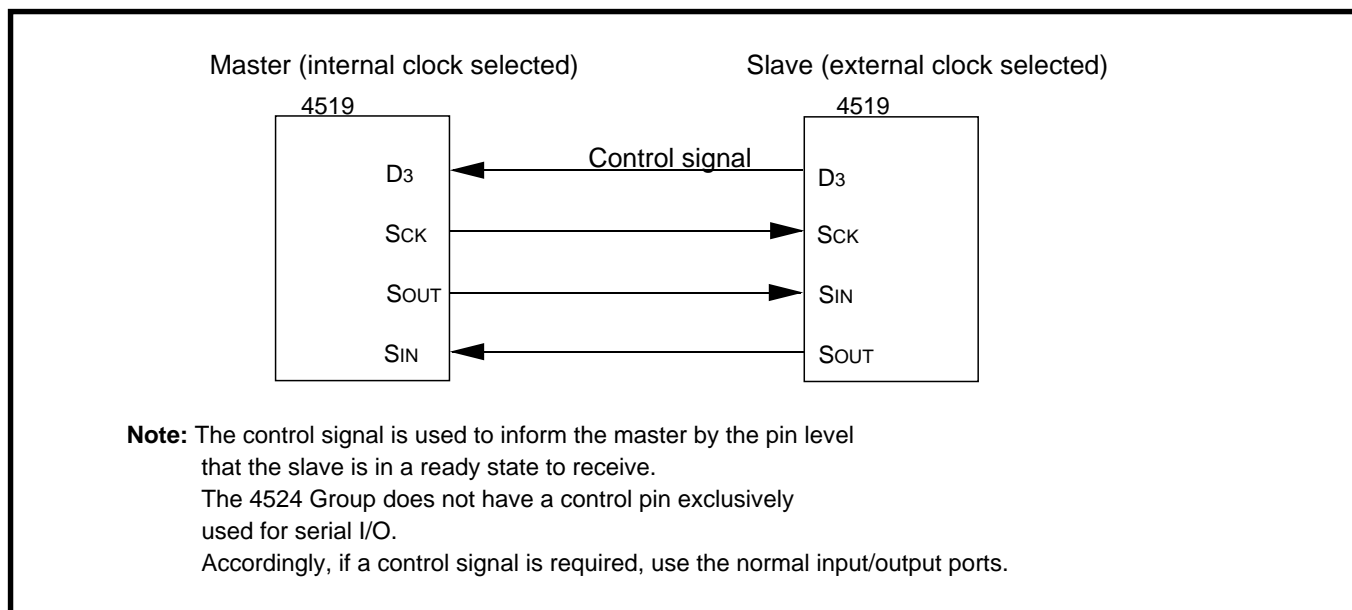 Master (internal clock selected)
Slave (external clock selected)
4519
4519
Control signal
D3
D3
SCK
SCK
SOUT
SIN
SIN
SOUT
Note: The control signal is used to inform the master by the pin level
that the slave is in a ready state to receive.
The 4524 Group does not have a control pin exclusively
used for serial I/O.
Accordingly, if a control signal is required, use the normal input/output ports.